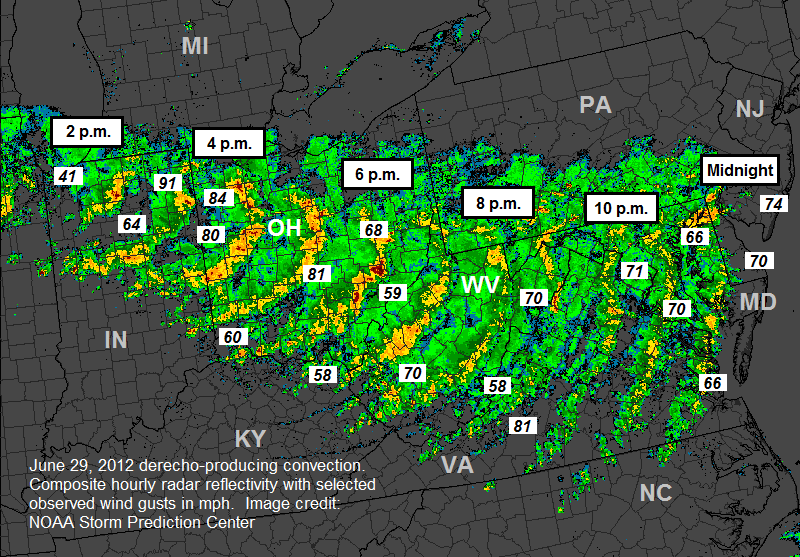 MI
PA
NJ
2 p.m.
4 p.m.
6 p.m.
8 p.m.
10 p.m.
Midnight
41
91
84
64
80
OH
68
81
59
WV
70
71
66
74
70
70
MD
IN
60
58
70
58
81
66
KY
VA
NC
June 29, 2012 derecho-producing convection.
Composite hourly radar reflectivity with selected
observed wind gusts in mph.  Image credit:
NOAA Storm Prediction Center